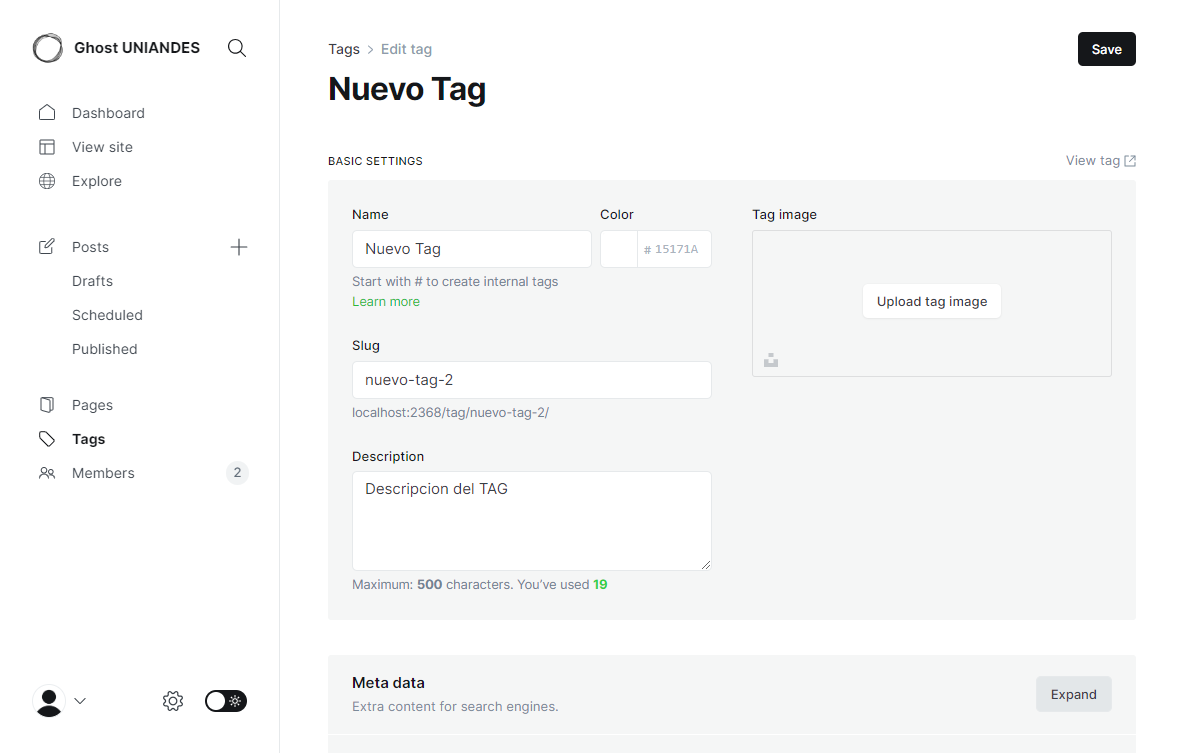 Ghost UNIANDES
Dashboard
View site
Explore
Posts
Drafts
Scheduled
Published
Pages
Tags
Members 2
Tags > Edit tag
Save
Nuevo Tag
BASIC SETTINGS
View tag
Name
Nuevo Tag
Start with # to create internal tags
Learn more
Color
# 15171A
Slug
nuevo-tag-2
localhost:2368/tag/nuevo-tag-2/
Description
Descripcion del TAG
Maximum: 500 characters. You've used 19
Tag image
Upload tag image
Meta data
Extra content for search engines.
Expand